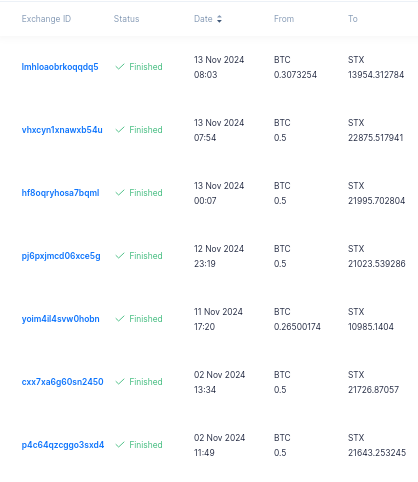 Exchange ID Status Date From To
lmhloaobrkoqqdq5 Finished 13 Nov 2024 08:03 BTC 0.3073254 STX 13954.312784
vhxcyn1xnawxb54u Finished 13 Nov 2024 07:54 BTC 0.5 STX 22875.517941
hf8oqryhosa7bqml Finished 13 Nov 2024 00:07 BTC 0.5 STX 21995.702804
pj6pxjmcd06xce5g Finished 12 Nov 2024 23:19 BTC 0.5 STX 21023.539286
yoim4il4svw0hobn Finished 11 Nov 2024 17:20 BTC 0.26500174 STX 10985.1404
cxx7xa6g60sn2450 Finished 02 Nov 2024 13:34 BTC 0.5 STX 21726.87057
p4c64qzcggo3sxd4 Finished 02 Nov 2024 11:49 BTC 0.5 STX 21643.253245